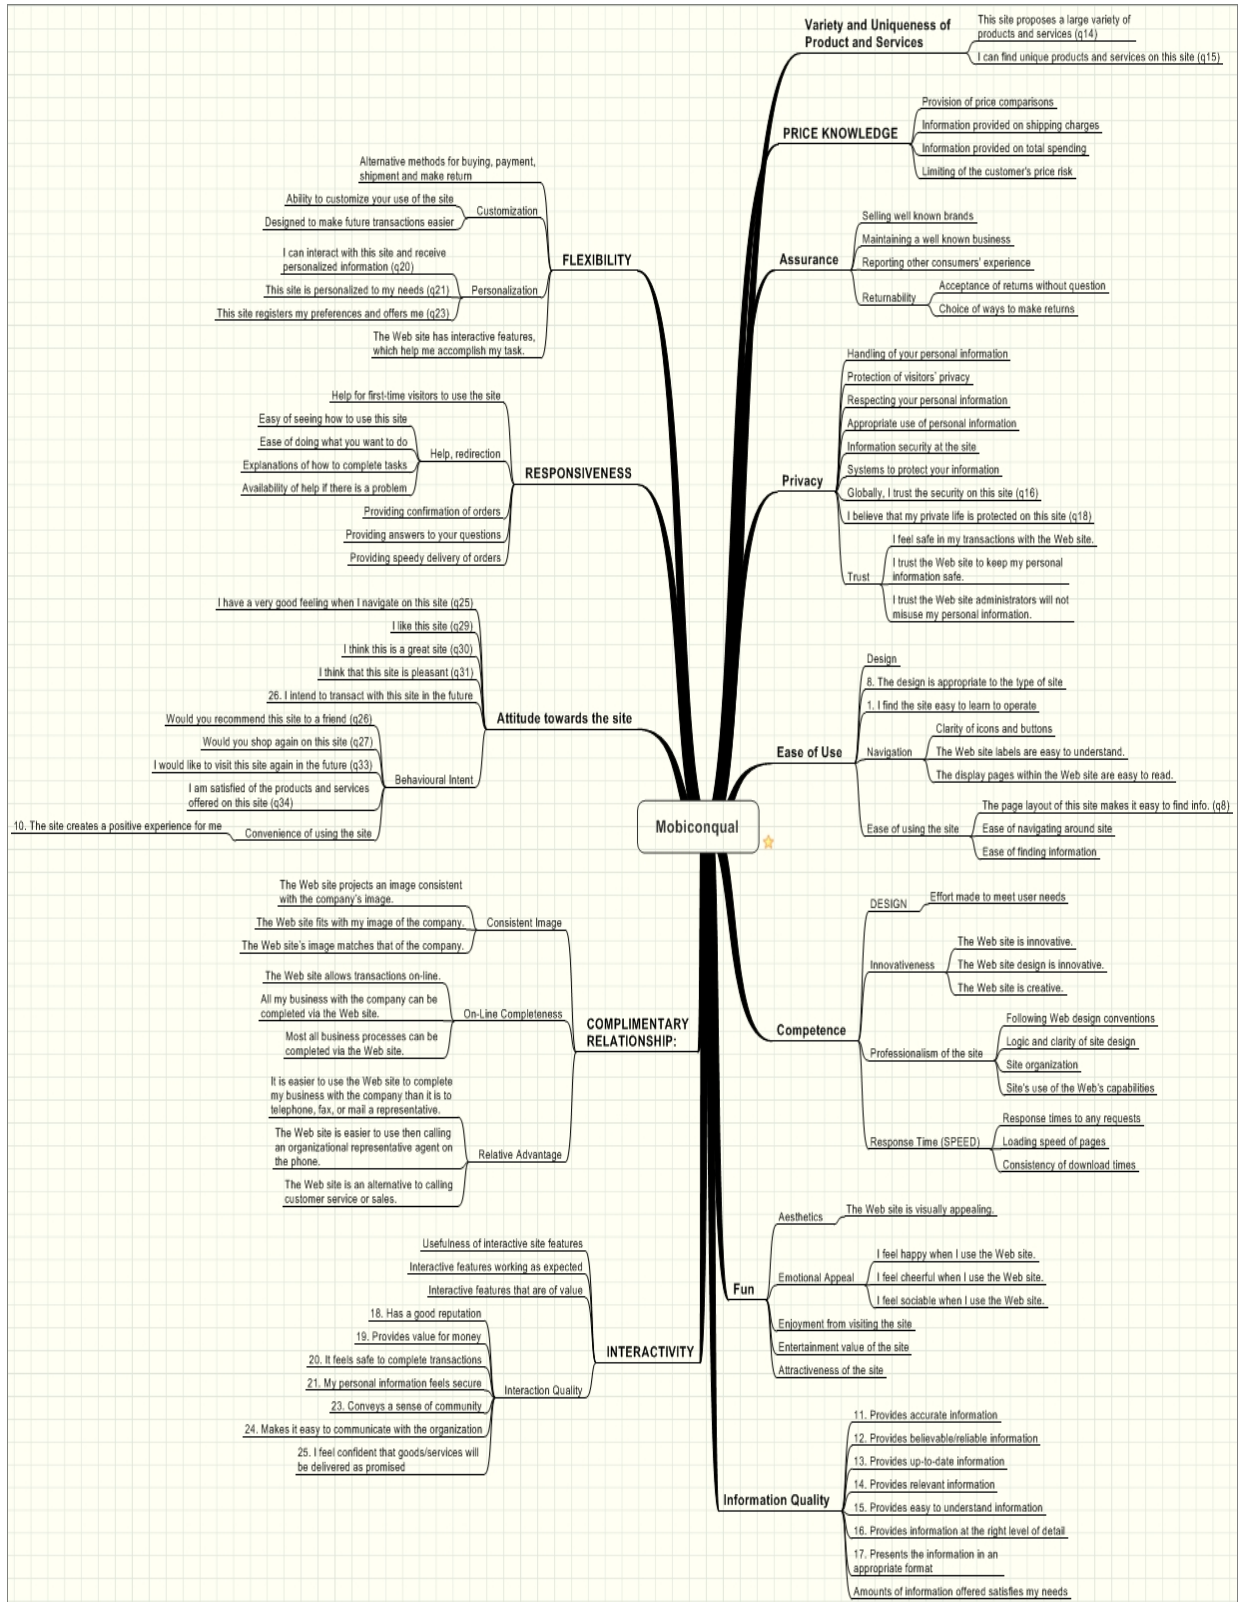 Variety and Uniqueness of
Product and Services
This site proposes a large variety of
products and services (q14)
I can find unique products and services on this site (q15)
PRICE KNOWLEDGE
Provision of price comparisons
Information provided on shipping charges
Information provided on total spending
Limiting of the customer's price risk
Assurance
Selling well known brands
Maintaining a well known business
Reporting other consumers' experience
Returnability
Acceptance of returns without question
Choice of ways to make returns
Privacy
Handling of your personal information
Protection of visitors' privacy
Respecting your personal information
Appropriate use of personal information
Information security at the site
Systems to protect your information
Globally, I trust the security on this site (q16)
I believe that my private life is protected on this site (q18)
Trust
I feel safe in my transactions with the Web site.
I trust the Web site to keep my personal
information safe.
I trust the Web site administrators will not
misuse my personal information.
Ease of Use
Design
8. The design is appropriate to the type of site
1. I find the site easy to learn to operate
Navigation
Clarity of icons and buttons
The Web site labels are easy to understand.
The display pages within the Web site are easy to read.
Ease of using the site
The page layout of this site makes it easy to find info. (q8)
Ease of navigating around site
Ease of finding information
Competence
DESIGN
Effort made to meet user needs
Innovativeness
The Web site is innovative.
The Web site design is innovative.
The Web site is creative.
Professionalism of the site
Following Web design conventions
Logic and clarity of site design
Site organization
Site's use of the Web's capabilities
Response Time (SPEED)
Response times to any requests
Loading speed of pages
Consistency of download times
Fun
Aesthetics
The Web site is visually appealing.
Emotional Appeal
I feel happy when I use the Web site.
I feel cheerful when I use the Web site.
I feel sociable when I use the Web site.
Enjoyment from visiting the site
Entertainment value of the site
Attractiveness of the site
Information Quality
11. Provides accurate information
12. Provides believable/reliable information
13. Provides up-to-date information
14. Provides relevant information
15. Provides easy to understand information
16. Provides information at the right level of detail
17. Presents the information in an
appropriate format
Amounts of information offered satisfies my needs
Mobiconqual
FLEXIBILITY
Alternative methods for buying, payment,
shipment and make return
Customization
Ability to customize your use of the site
Designed to make future transactions easier
Personalization
I can interact with this site and receive
personalized information (q20)
This site is personalized to my needs (q21)
This site registers my preferences and offers me (q23)
The Web site has interactive features,
which help me accomplish my task.
RESPONSIVENESS
Help for first-time visitors to use the site
Help, redirection
Easy of seeing how to use this site
Ease of doing what you want to do
Explanations of how to complete tasks
Availability of help if there is a problem
Providing confirmation of orders
Providing answers to your questions
Providing speedy delivery of orders
Attitude towards the site
I have a very good feeling when I navigate on this site (q25)
I like this site (q29)
I think this is a great site (q30)
I think that this site is pleasant (q31)
26. I intend to transact with this site in the future
Behavioural Intent
Would you recommend this site to a friend (q26)
Would you shop again on this site (q27)
I would like to visit this site again in the future (q33)
I am satisfied of the products and services
offered on this site (q34)
Convenience of using the site
10. The site creates a positive experience for me
COMPLIMENTARY
RELATIONSHIP:
Consistent Image
The Web site projects an image consistent
with the company's image.
The Web site fits with my image of the company.
The Web site's image matches that of the company.
On-Line Completeness
The Web site allows transactions on-line.
All my business with the company can be
completed via the Web site.
Most all business processes can be
completed via the Web site.
Relative Advantage
It is easier to use the Web site to complete
my business with the company than it is to
telephone, fax, or mail a representative.
The Web site is easier to use then calling
an organizational representative agent on
the phone.
The Web site is an alternative to calling
customer service or sales.
INTERACTIVITY
Usefulness of interactive site features
Interactive features working as expected
Interactive features that are of value
Interaction Quality
18. Has a good reputation
19. Provides value for money
20. It feels safe to complete transactions
21. My personal information feels secure
23. Conveys a sense of community
24. Makes it easy to communicate with the organization
25. I feel confident that goods/services will
be delivered as promised